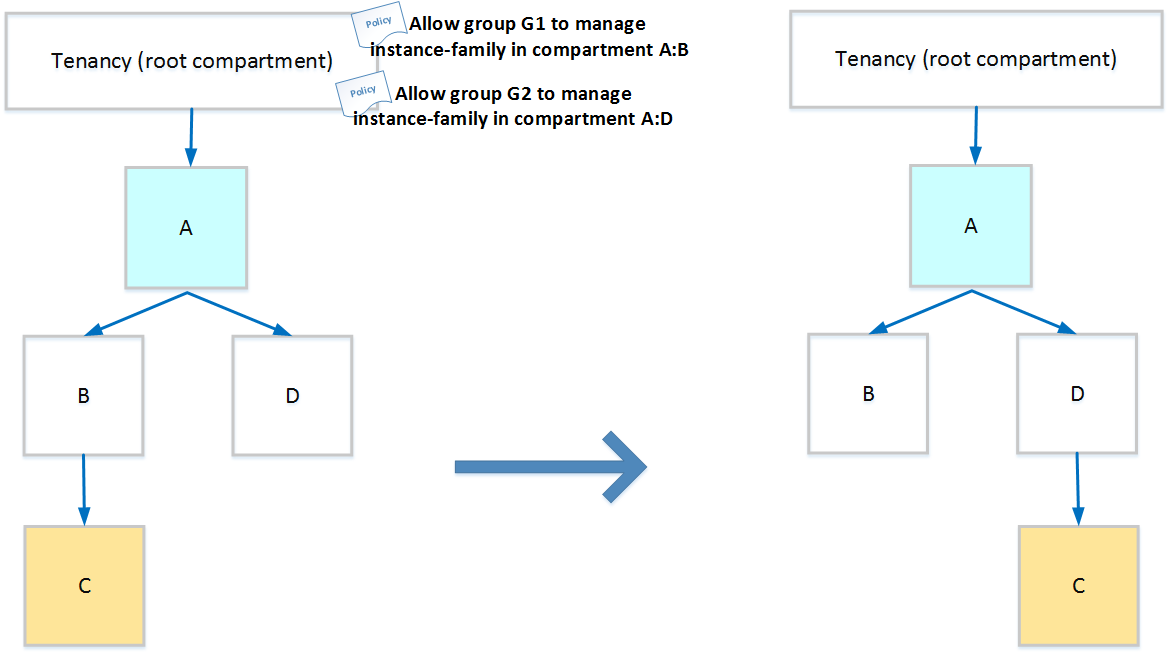 Policy
Allow group G1 to manage
instance-family in compartment A:B
Tenancy (root compartment)
Policy
Allow group G2 to manage
instance-family in compartment A:D
A
B
D
C
Tenancy (root compartment)
A
B
D
C